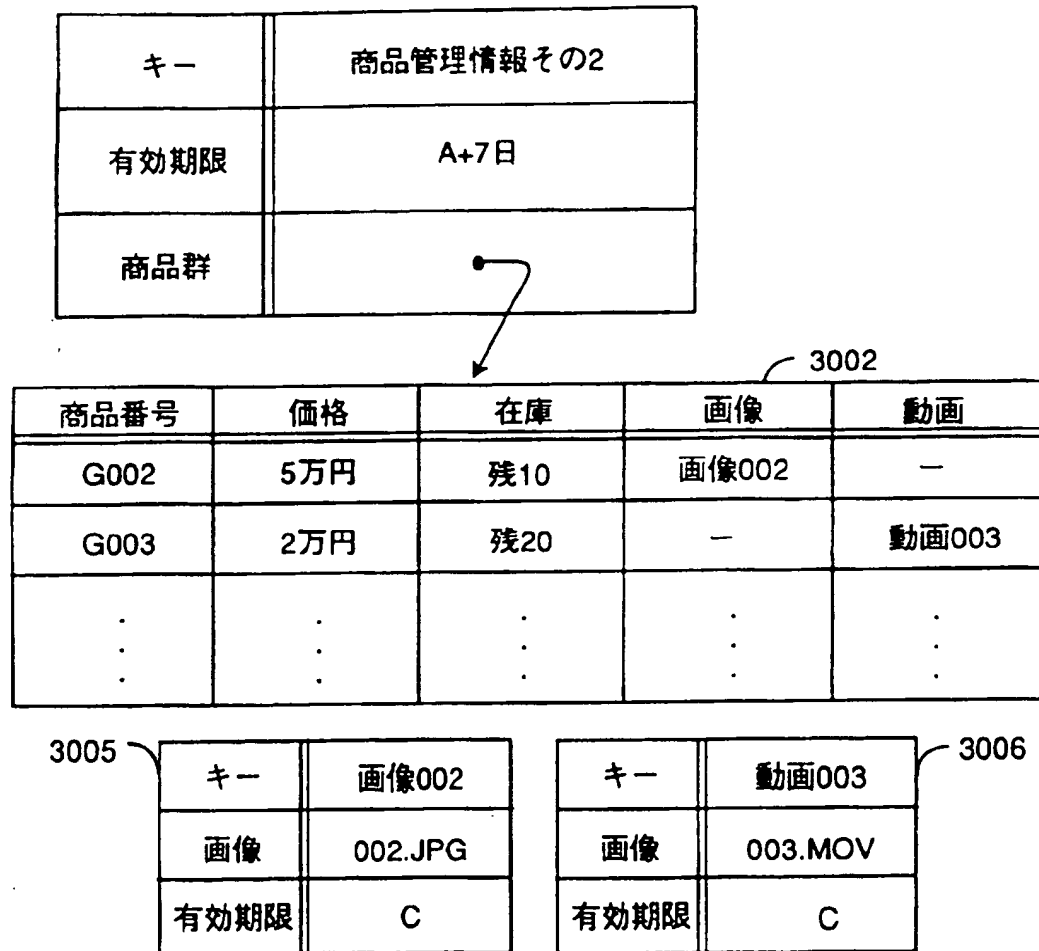 キー 商品管理情報その2
有効期限 A+7日
商品群
3002
商品番号 価格 在庫 画像 動画
G002 5万円 残10 画像002 —
G003 2万円 残20 — 動画003
3005
キー 画像002
画像 002.JPG
有効期限 C
3006
キー 動画003
画像 003.MOV
有効期限 C